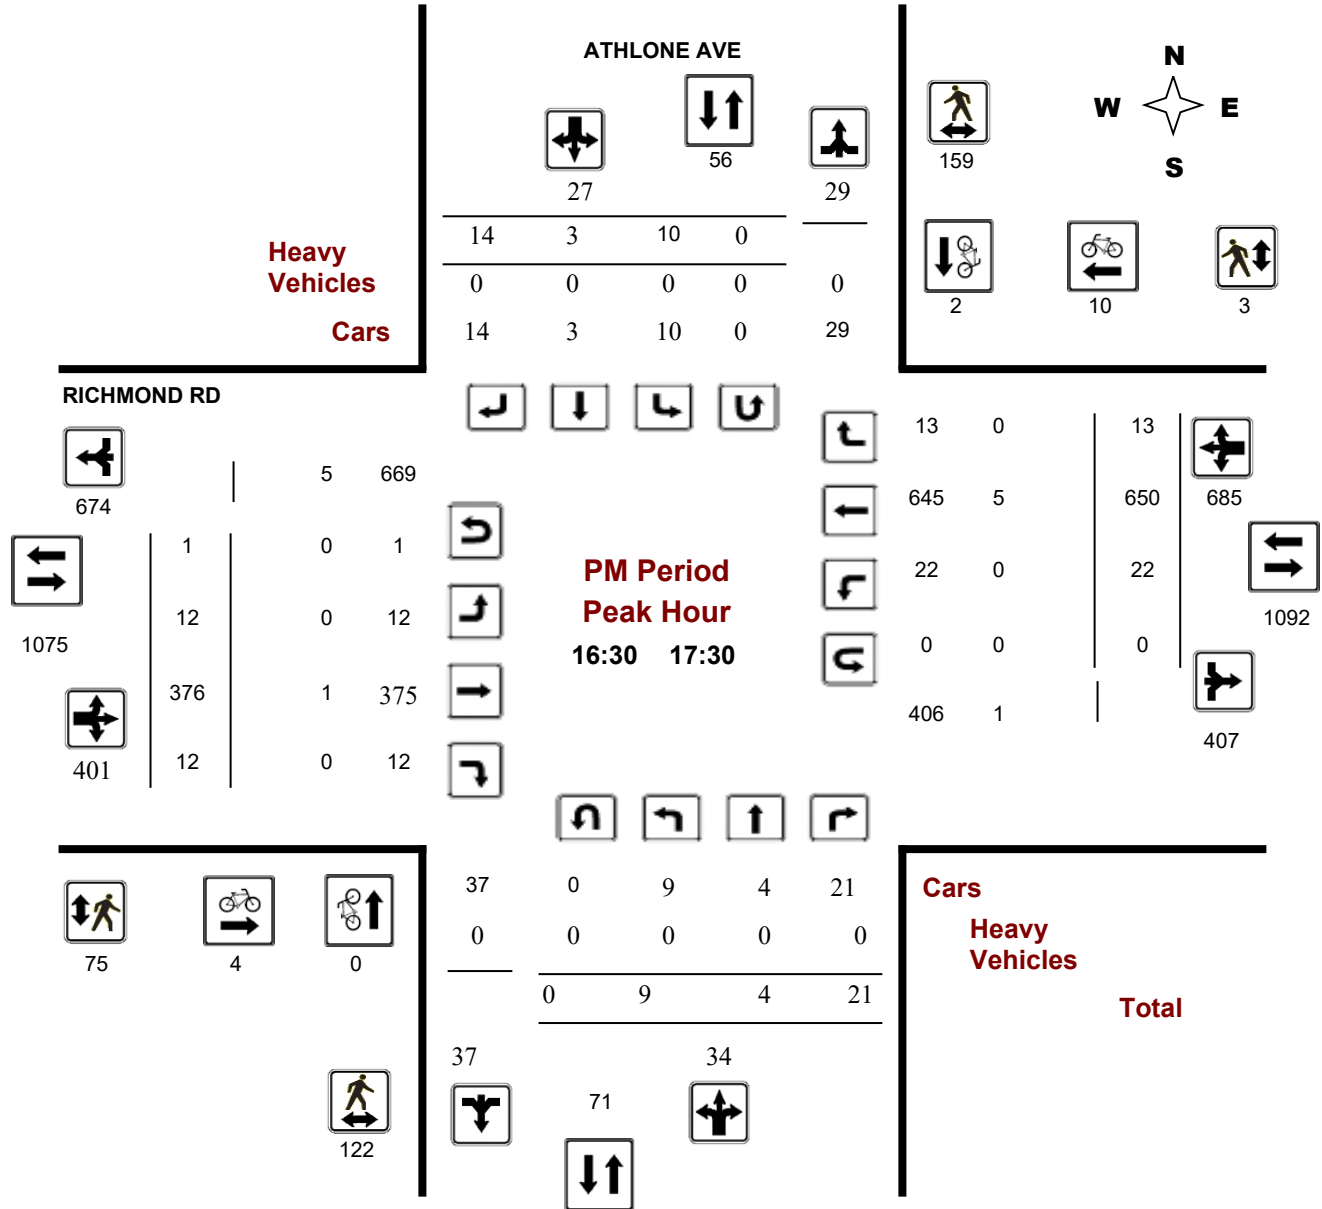 ATHLONE AVE
N
W E
S
56
159
27 29
14 3 10 0
Heavy
Vehicles
0 0 0 0 0
2 10 3
Cars
14 3 10 0 29
RICHMOND RD
13 0 13
5 669
674
645 5 650 685
1 0 1
PM Period
22 0 22
12 0 12
Peak Hour
1092
1075
16:30 17:30
0 0 0
376 1 375
406 1
407
401
12 0 12
37 0 9 4 21
Cars
0 0 0 0 0
Heavy
Vehicles
75 4 0
0 9 4 21
Total
37 34
71
122